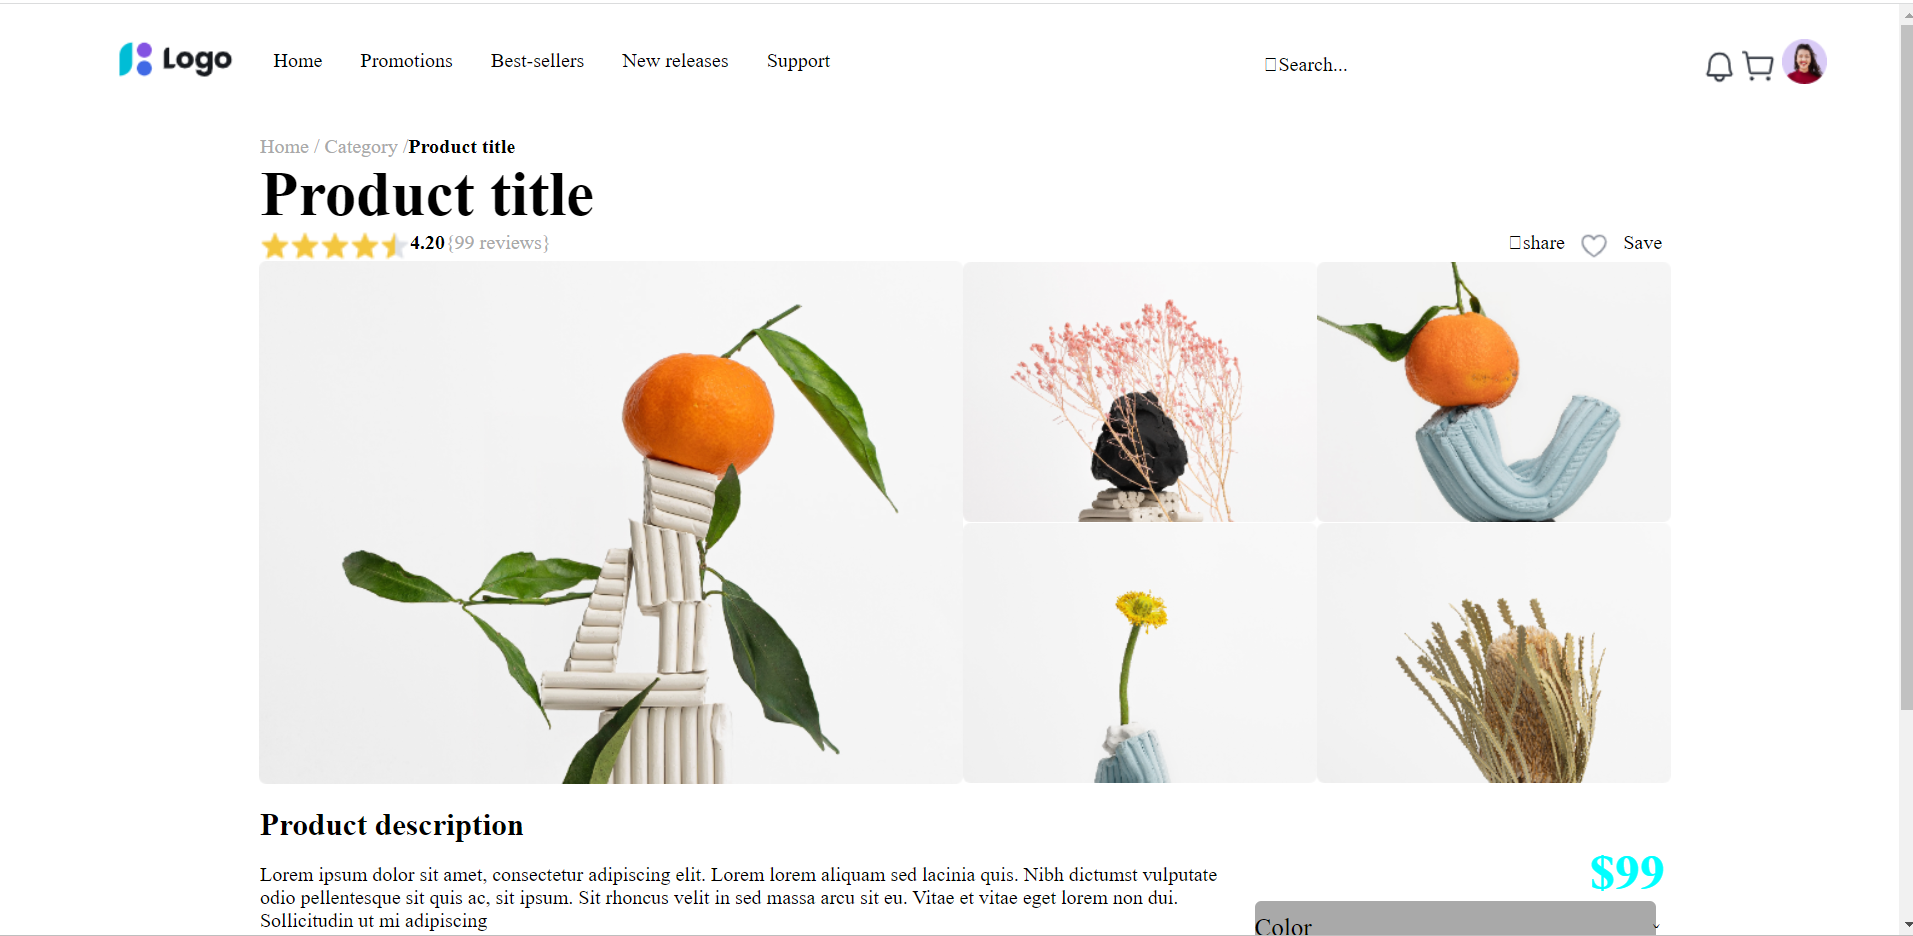 Logo
Home Promotions Best-sellers New releases Support
Search...
Home / Category /Product title
Product title
4.20{99 reviews}
share Save
Product description
Lorem ipsum dolor sit amet, consectetur adipiscing elit. Lorem lorem aliquam sed lacinia quis. Nibh dictumst vulputate
odio pellentesque sit quis ac, sit ipsum. Sit rhoncus velit in sed massa arcu sit eu. Vitae et vitae eget lorem non dui.
Sollicitudin ut mi adipiscing
$99
Color